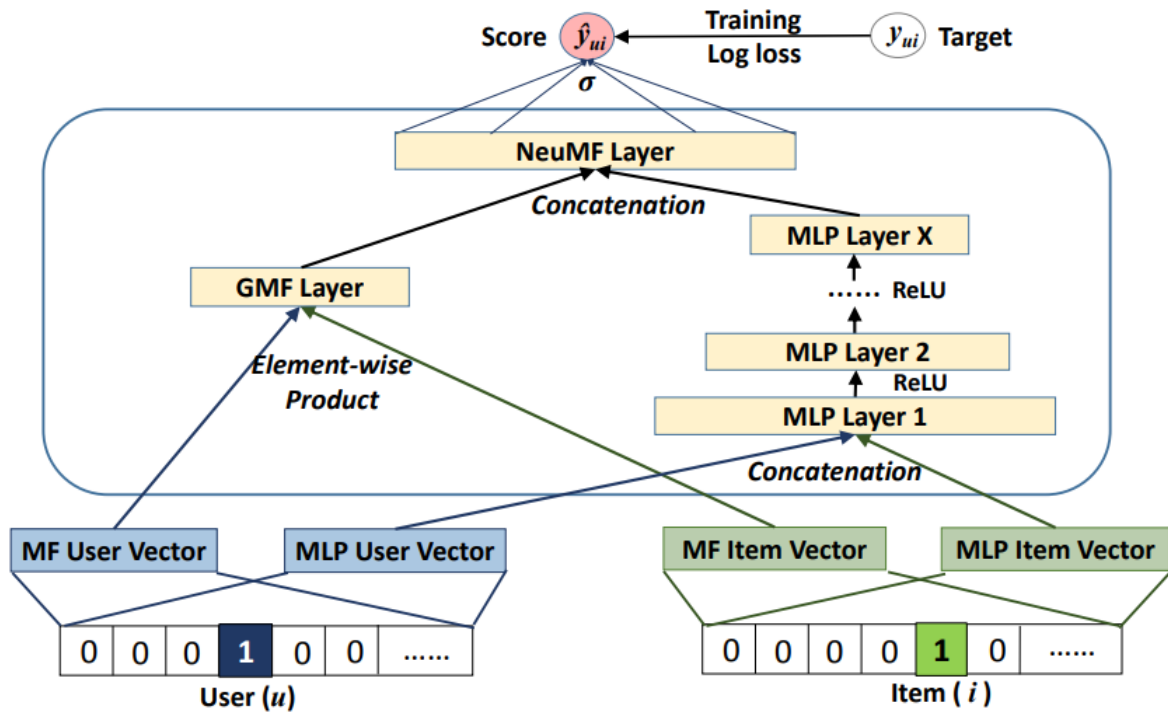 Score ŷui Training yui Target
Log loss
σ
NeuMF Layer
Concatenation
MLP Layer X
GMF Layer
...... ReLU
Element-wise
Product
MLP Layer 2
ReLU
MLP Layer 1
Concatenation
MF User Vector MLP User Vector MF Item Vector MLP Item Vector
0 0 0 1 0 0 ...... 0 0 0 0 1 0 ......
User (u) Item ( i )